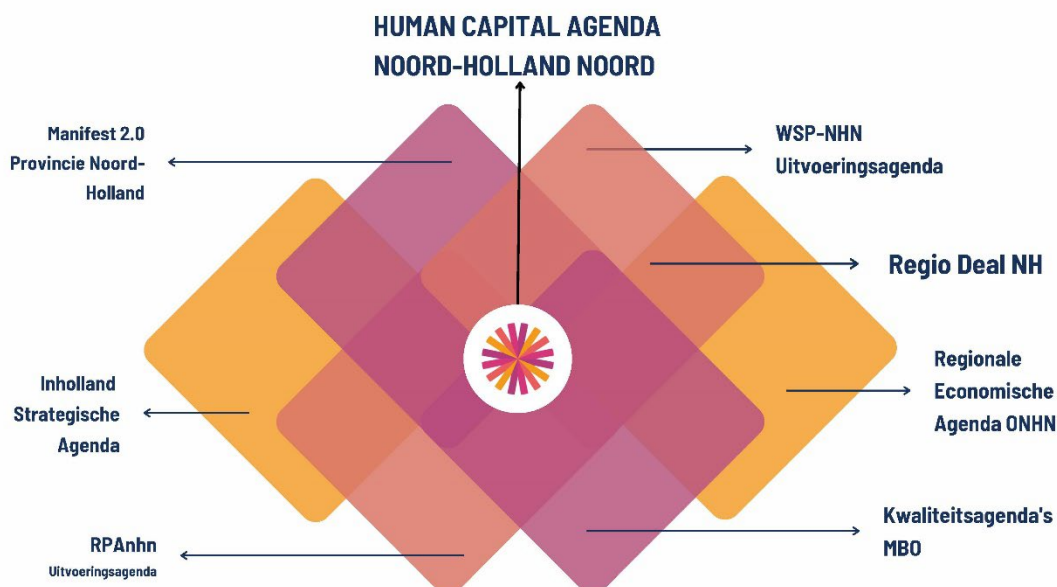 HUMAN CAPITAL AGENDA
NOORD-HOLLAND NOORD
Manifest 2.0
Provincie Noord-
Holland
WSP-NHN
Uitvoeringsagenda
Regio Deal NH
Inholland
Strategische
Agenda
Regionale
Economische
Agenda ONHN
RPAnhn
Uitvoeringsagenda
Kwaliteitsagenda's
MBO